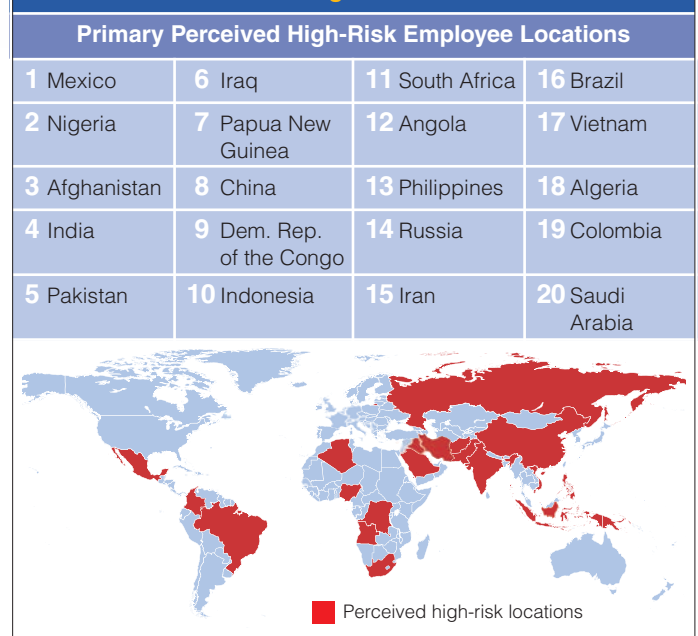 Primary Perceived High-Risk Employee Locations
1 Mexico
6 Iraq
11 South Africa
16 Brazil
2 Nigeria
7 Papua New
Guinea
12 Angola
17 Vietnam
3 Afghanistan
8 China
13 Philippines
18 Algeria
4 India
9 Dem. Rep.
of the Congo
14 Russia
19 Colombia
5 Pakistan
10 Indonesia
15 Iran
20 Saudi
Arabia
Perceived high-risk locations